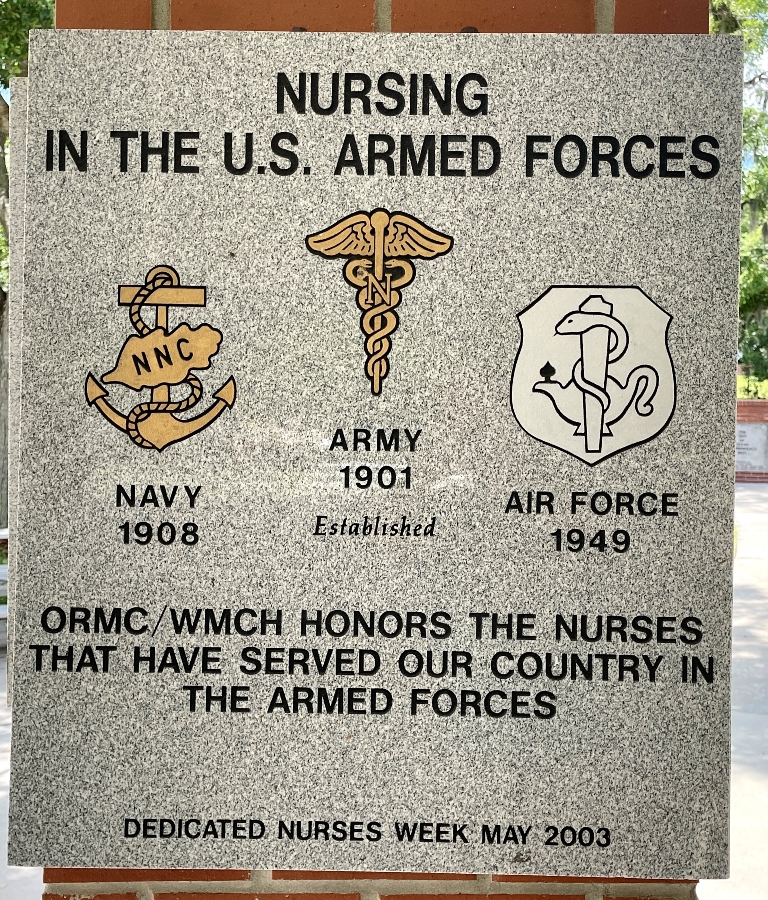 NURSING
IN THE U.S. ARMED FORCES
NNC
N
ARMY
1901
Established
NAVY
1908
AIR FORCE
1949
ORMC/WMCH HONORS THE NURSES
THAT HAVE SERVED OUR COUNTRY IN
THE ARMED FORCES
DEDICATED NURSES WEEK MAY 2003